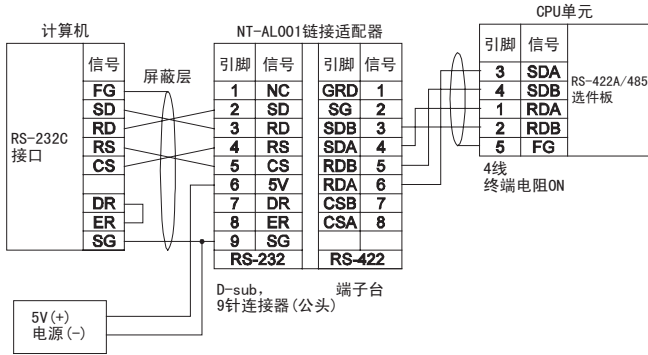 CPU单元
计算机
NT-AL001链接适配器
引脚 信号
3 SDA
4 SDB
1 RDA
2 RDB
5 FG
RS-422A/485
选件板
4线
终端电阻ON
信号
FG
SD
RD
RS
CS
DR
ER
SG
RS-232C
接口
屏蔽层
引脚 信号 信号 引脚
1 NC GRD 1
2 SD SG 2
3 RD SDB 3
4 RS SDA 4
5 CS RDB 5
6 5V RDA 6
7 DR CSB 7
8 ER CSA 8
9 SG
RS-232 RS-422
D-sub,
9针连接器(公头)
端子台
5V(+)
电源(-)